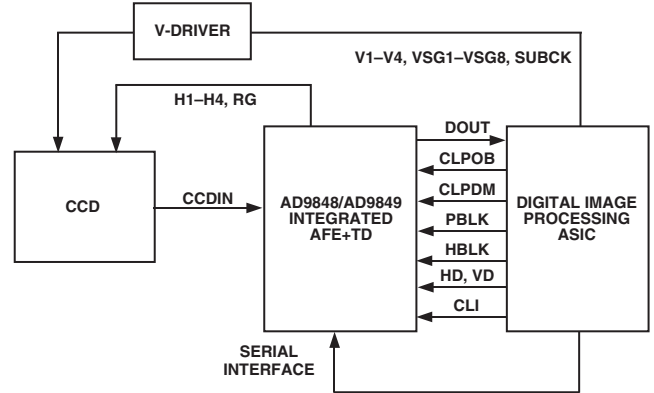 V-DRIVER
V1–V4, VSG1–VSG8, SUBCK
H1–H4, RG
DOUT
CLPOB
CLPDM
PBLK
HBLK
HD, VD
CLI
CCD
CCDIN
AD9848/AD9849
INTEGRATED
AFE+TD
DIGITAL IMAGE
PROCESSING
ASIC
SERIAL
INTERFACE